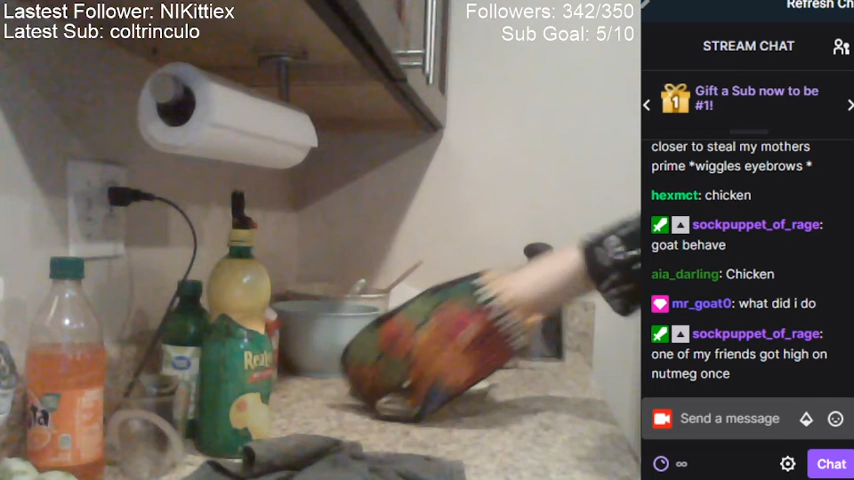 Lastest Follower: NIKittiex
Latest Sub: coltrinculo
Followers: 342/350
Sub Goal: 5/10
Refresh Ch
STREAM CHAT
Gift a Sub now to be
#1!
1
closer to steal my mothers
prime *wiggles eyebrows *
hexmct: chicken
sockpuppet_of_rage:
goat behave
aia_darling: Chicken
mr_goat0: what did i do
sockpuppet_of_rage:
one of my friends got high on
nutmeg once
Send a message
∞
Chat